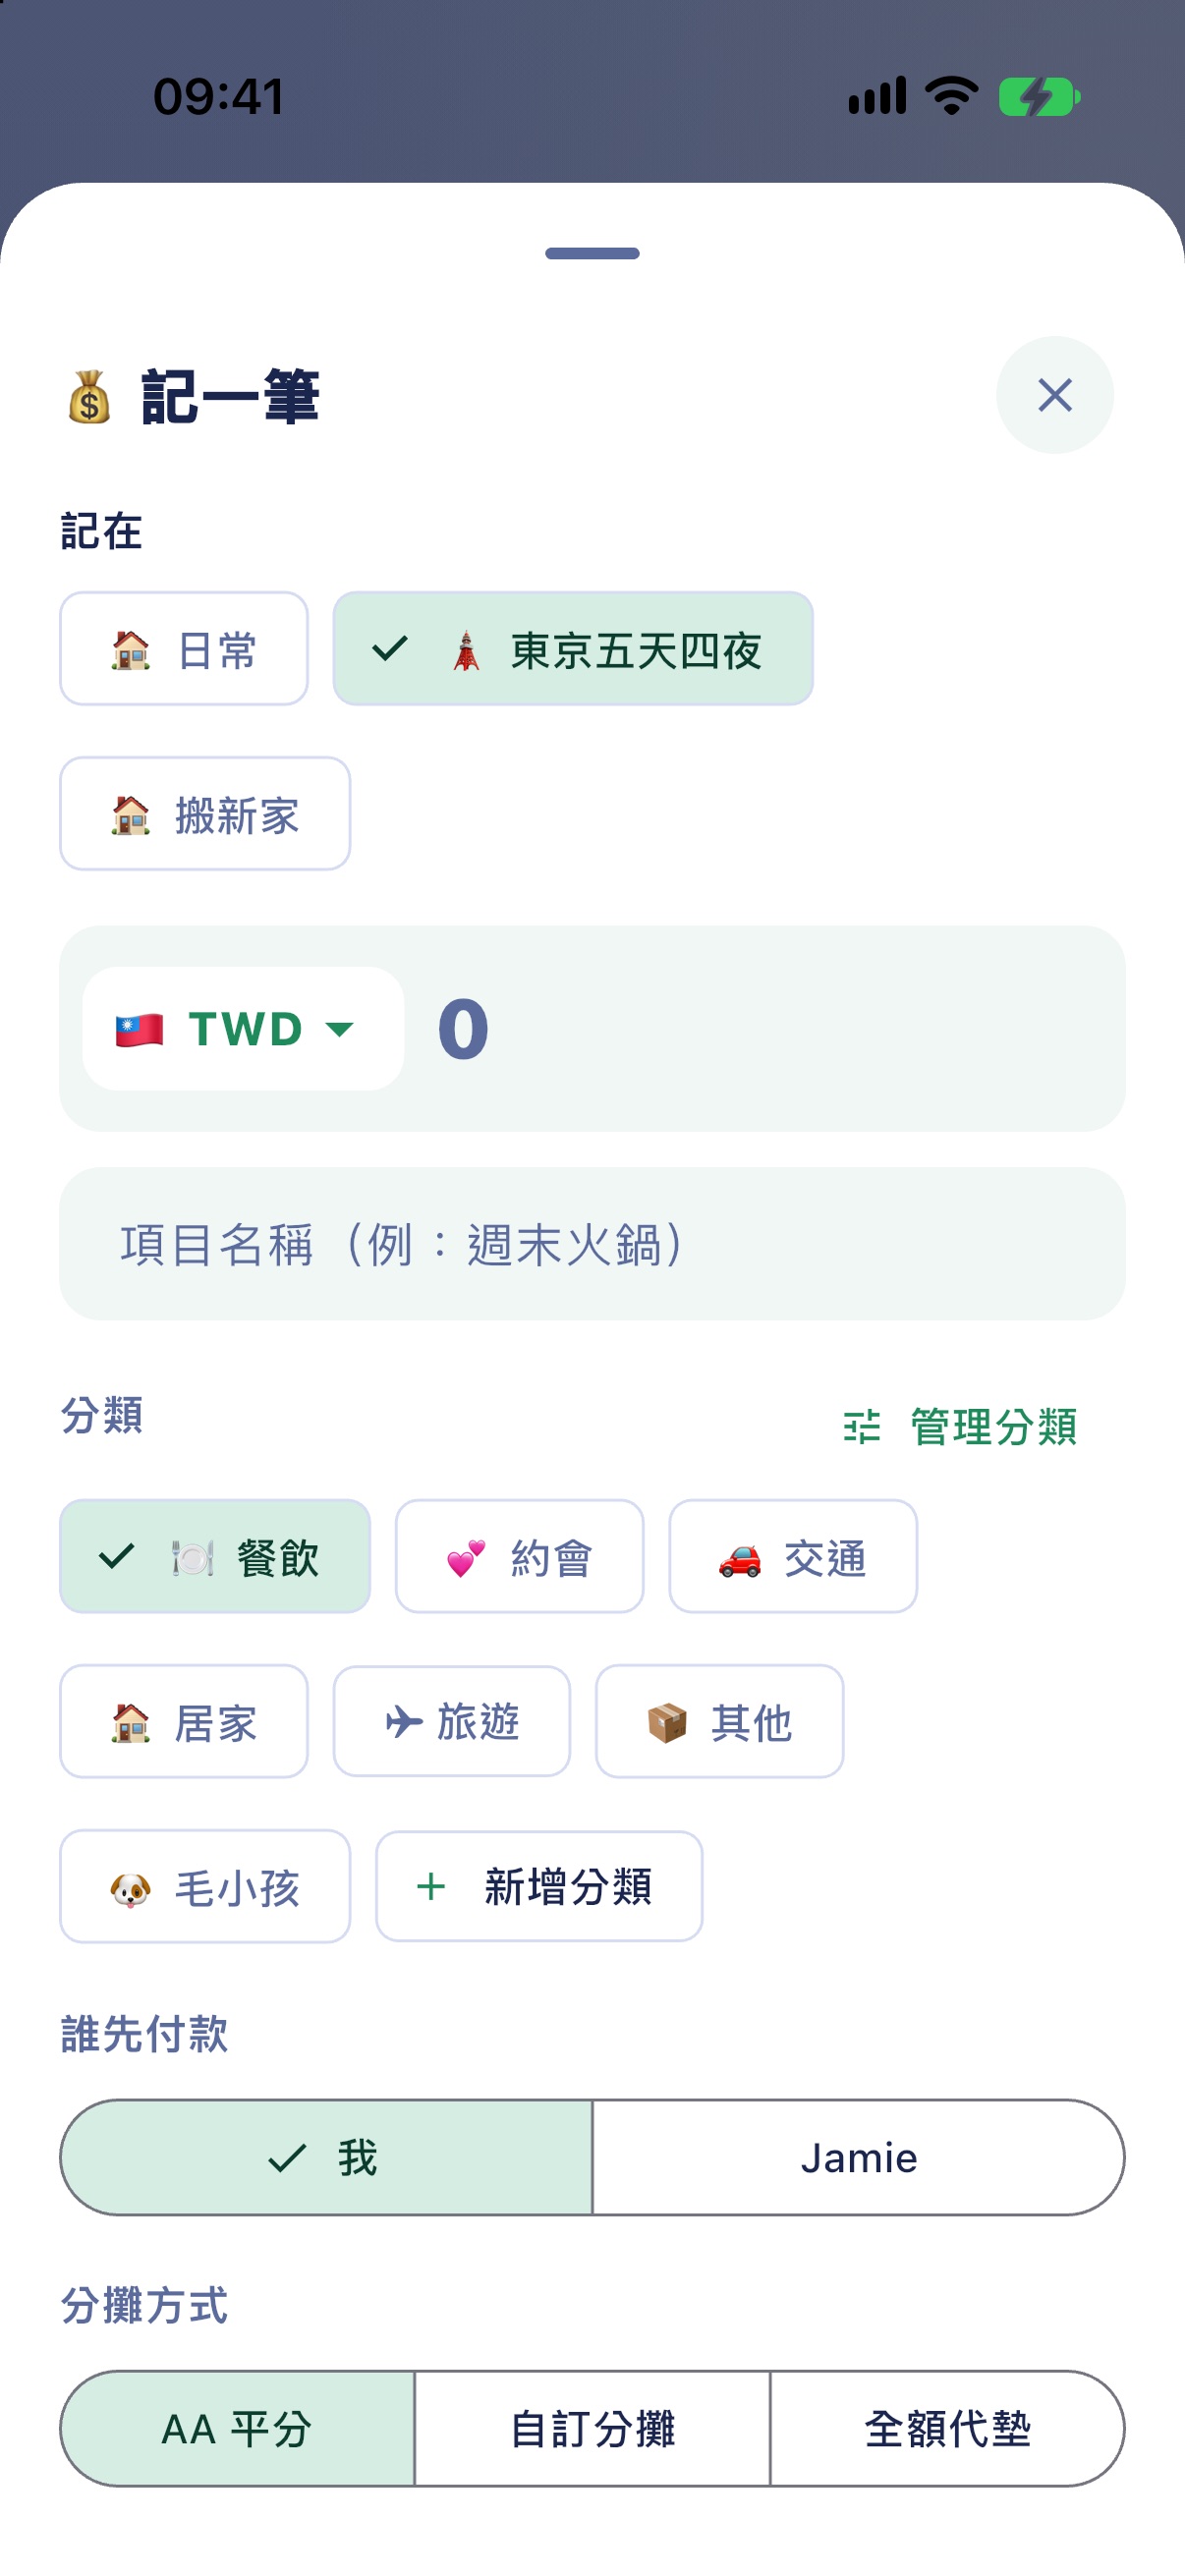 09:41
記一筆
記在
日常
東京五天四夜
搬新家
TWD 0
項目名稱（例：週末火鍋）
分類
管理分類
餐飲
約會
交通
居家
旅遊
其他
毛小孩
新增分類
誰先付款
我
Jamie
分攤方式
AA 平分
自訂分攤
全額代墊